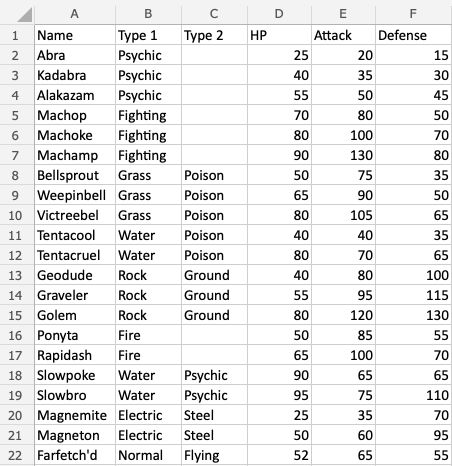 A B C D E F
1 Name Type 1 Type 2 HP Attack Defense
2 Abra Psychic 25 20 15
3 Kadabra Psychic 40 35 30
4 Alakazam Psychic 55 50 45
5 Machop Fighting 70 80 50
6 Machoke Fighting 80 100 70
7 Machamp Fighting 90 130 80
8 Bellsprout Grass Poison 50 75 35
9 Weepinbell Grass Poison 65 90 50
10 Victreebel Grass Poison 80 105 65
11 Tentacool Water Poison 40 40 35
12 Tentacruel Water Poison 80 70 65
13 Geodude Rock Ground 40 80 100
14 Graveler Rock Ground 55 95 115
15 Golem Rock Ground 80 120 130
16 Ponyta Fire 50 85 55
17 Rapidash Fire 65 100 70
18 Slowpoke Water Psychic 90 65 65
19 Slowbro Water Psychic 95 75 110
20 Magnemite Electric Steel 25 35 70
21 Magneton Electric Steel 50 60 95
22 Farfetch'd Normal Flying 52 65 55